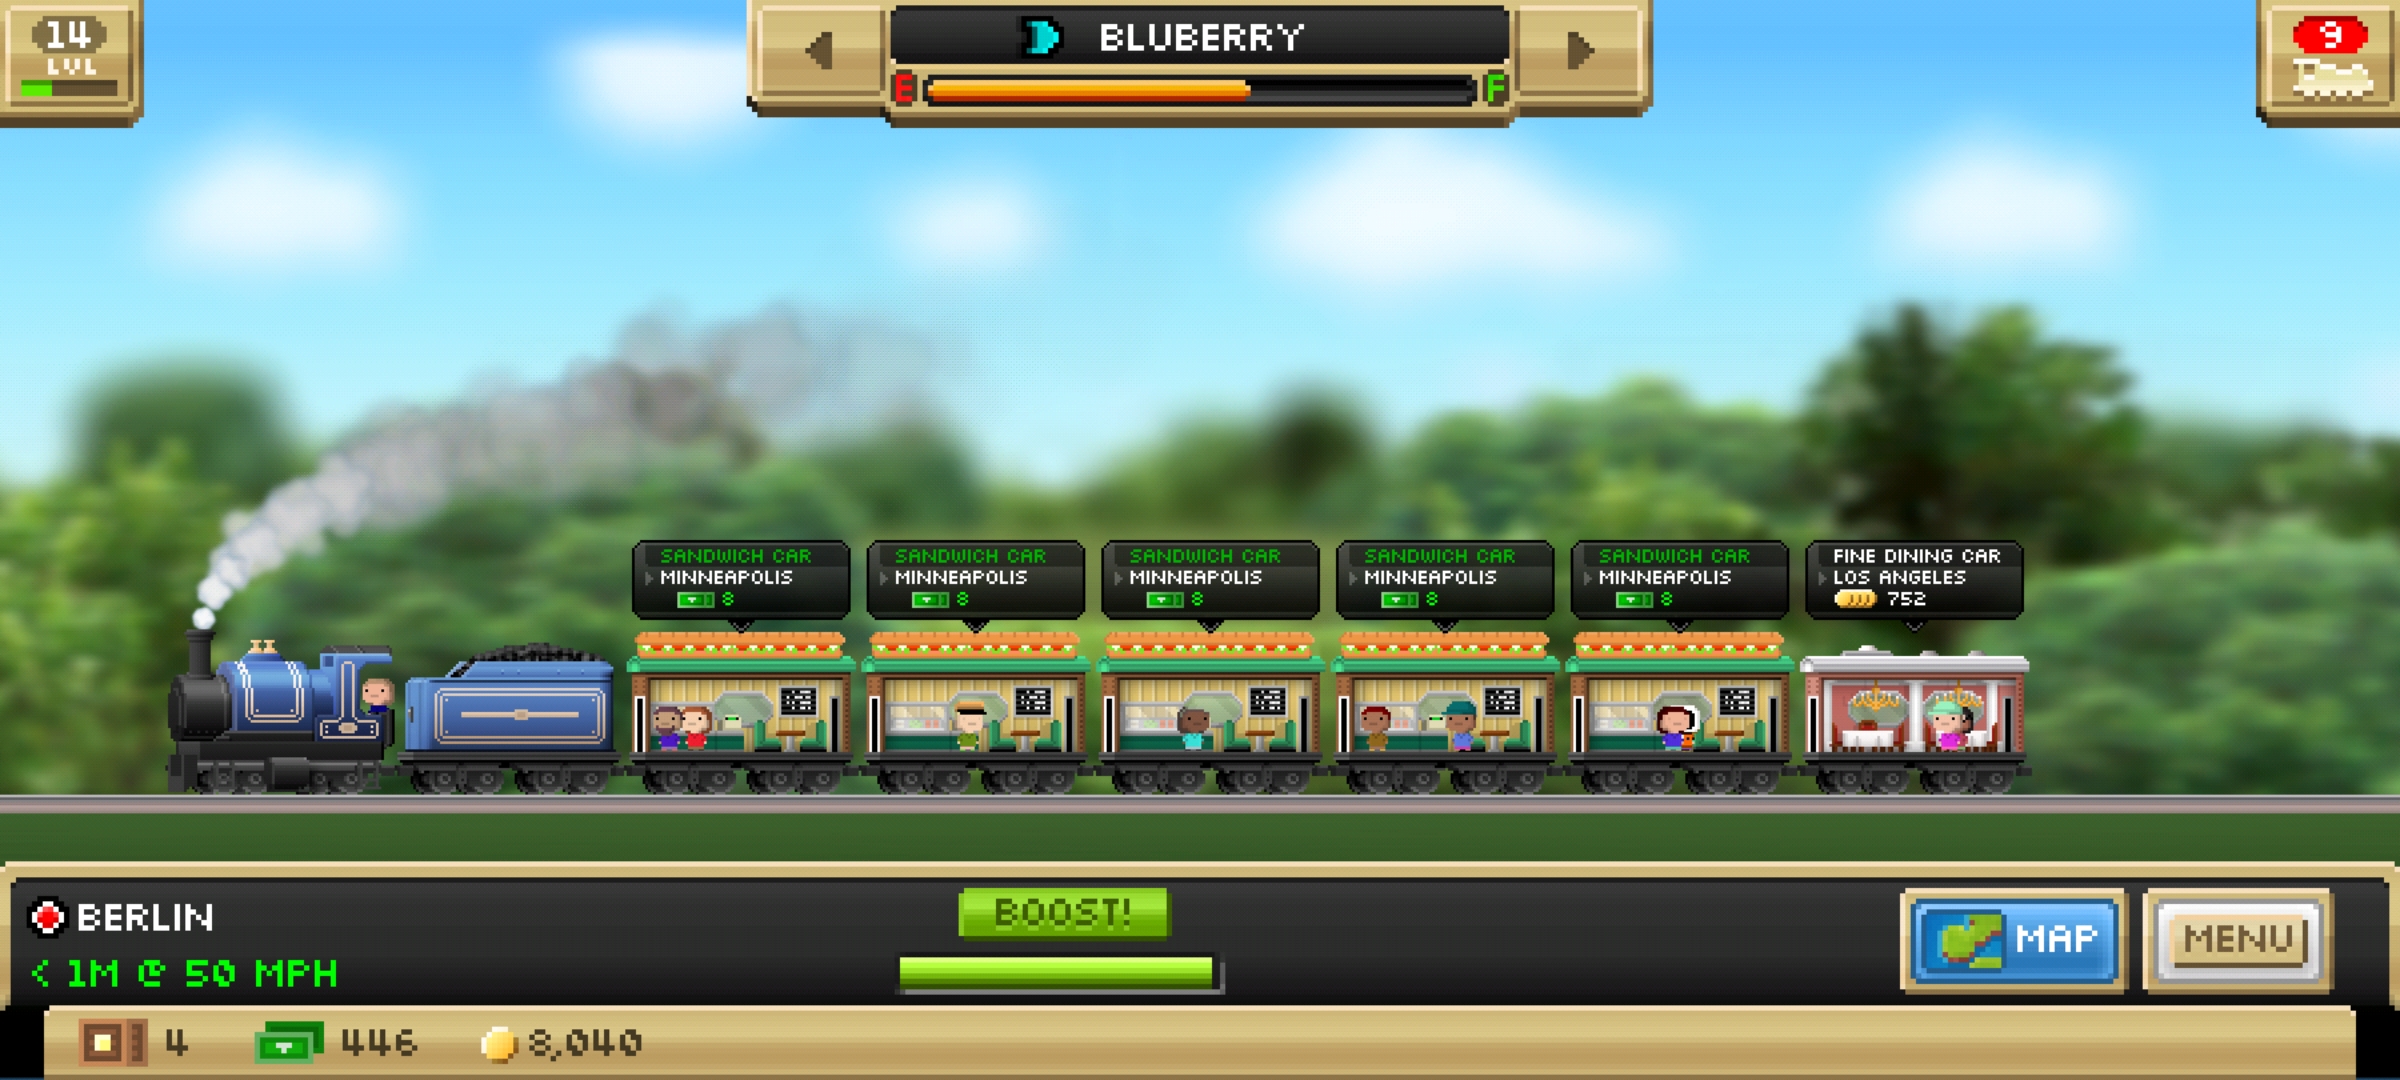 14
LVL
BLUBERRY
E F
9
SANDWICH CAR
MINNEAPOLIS
8
SANDWICH CAR
MINNEAPOLIS
8
SANDWICH CAR
MINNEAPOLIS
8
SANDWICH CAR
MINNEAPOLIS
8
SANDWICH CAR
MINNEAPOLIS
8
FINE DINING CAR
LOS ANGELES
752
BERLIN
< 1M @ 50 MPH
BOOST!
MAP
MENU
4 446 8,040